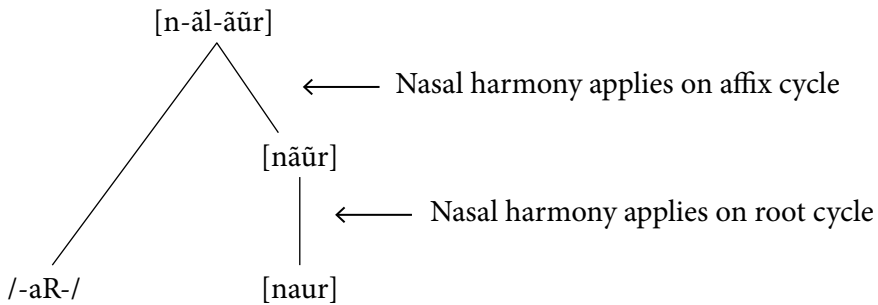 [n-ãl-ãũr]
Nasal harmony applies on affix cycle
[nãũr]
Nasal harmony applies on root cycle
/-aR-/ [naur]